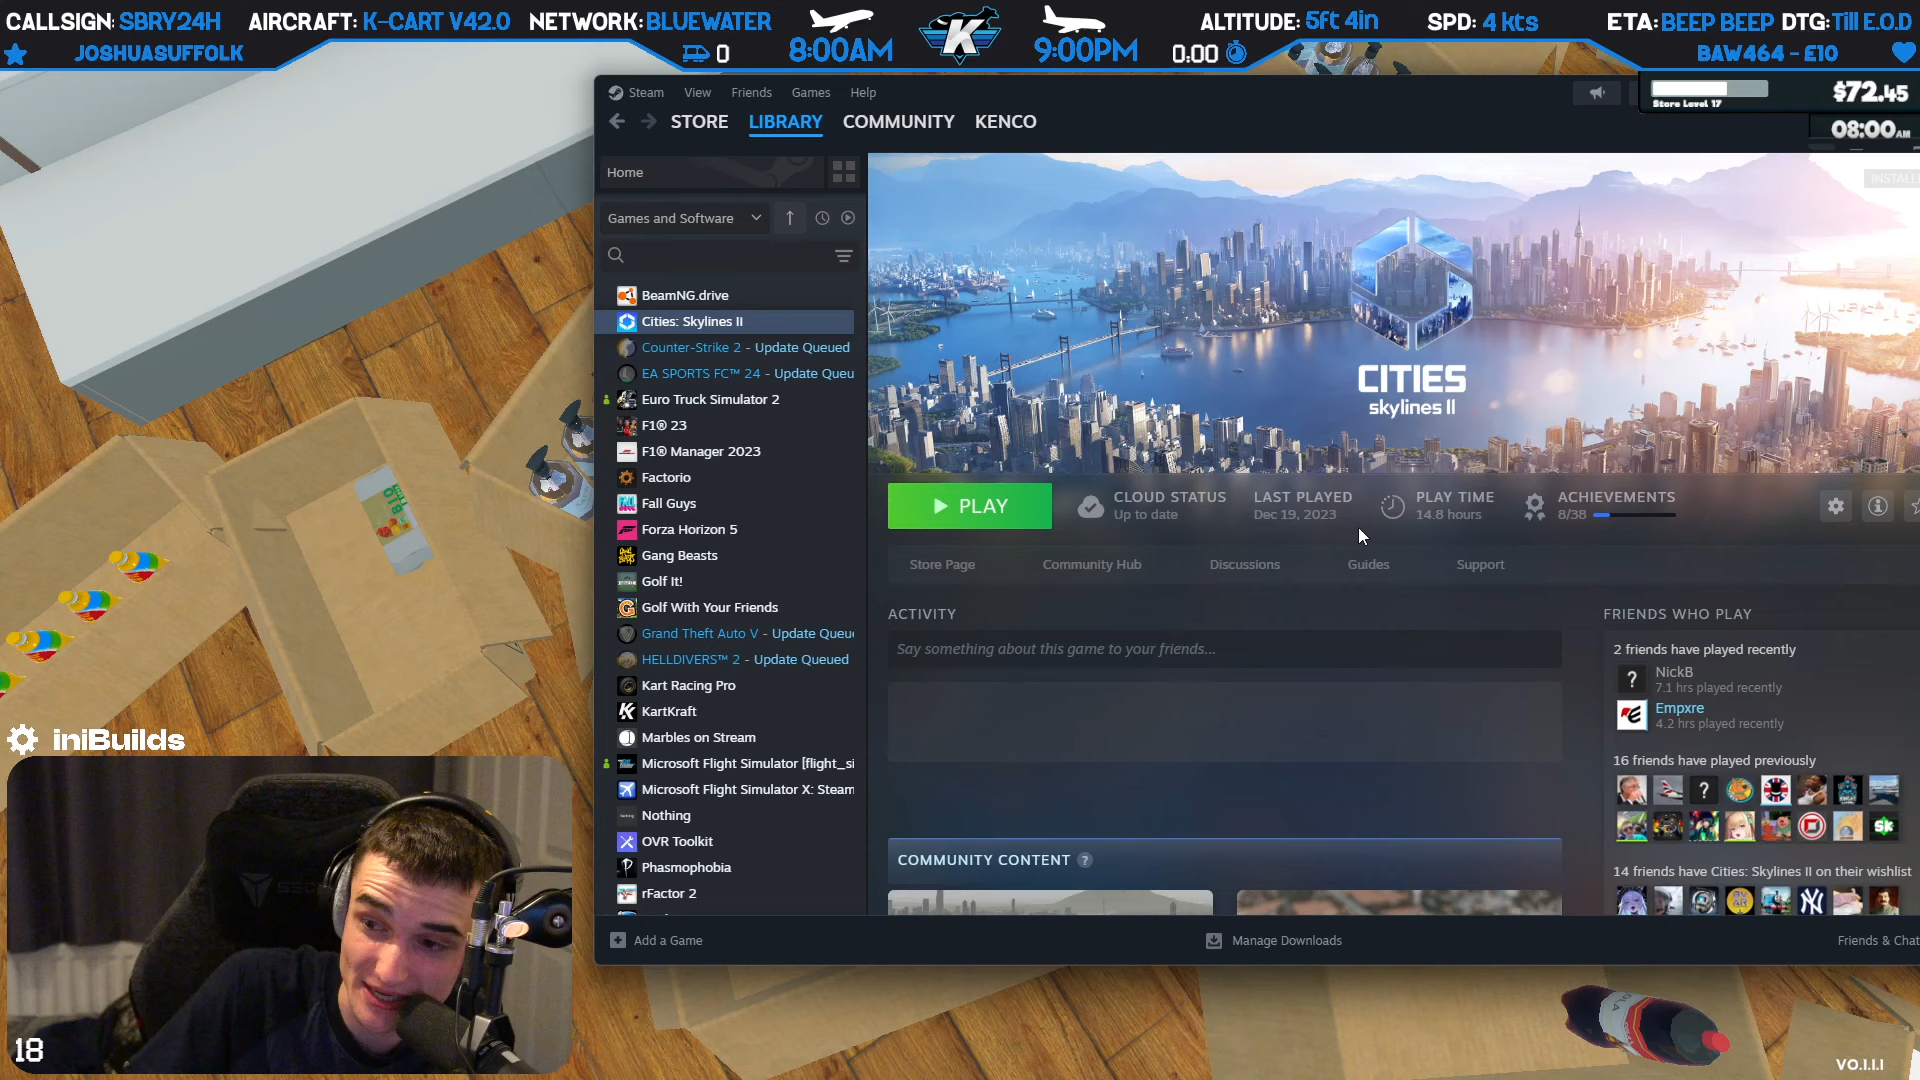 CALLSIGN: SBRY24H
AIRCRAFT: K-CART V42.0
NETWORK: BLUEWATER
ALTITUDE: 5ft 4in
SPD: 4 kts
ETA: BEEP BEEP DTG: Till E.O.D
JOSHUASUFFOLK
0
8:00AM
K
9:00PM
0:00
BAW464 - £10
Steam View Friends Games Help
Store Level 17
$72.45
08:00AM
STORE LIBRARY COMMUNITY KENCO
Home
Games and Software
BeamNG.drive
Cities: Skylines II
Counter-Strike 2 - Update Queued
EA SPORTS FC™ 24 - Update Queu
Euro Truck Simulator 2
F1® 23
F1® Manager 2023
Factorio
Fall Guys
Forza Horizon 5
Gang Beasts
Golf It!
Golf With Your Friends
Grand Theft Auto V - Update Queu
HELLDIVERS™ 2 - Update Queued
Kart Racing Pro
KartKraft
Marbles on Stream
Microsoft Flight Simulator [flight_si
Microsoft Flight Simulator X: Steam
Nothing
OVR Toolkit
Phasmophobia
rFactor 2
CITIES
skylines II
PLAY
CLOUD STATUS
Up to date
LAST PLAYED
Dec 19, 2023
PLAY TIME
14.8 hours
ACHIEVEMENTS
8/38
Store Page Community Hub Discussions Guides Support
ACTIVITY
Say something about this game to your friends...
FRIENDS WHO PLAY
2 friends have played recently
NickB
7.1 hrs played recently
Empxre
4.2 hrs played recently
16 friends have played previously
14 friends have Cities: Skylines II on their wishlist
COMMUNITY CONTENT ?
Add a Game
Manage Downloads
Friends & Chat
iniBuilds
18
V0.1.1.1